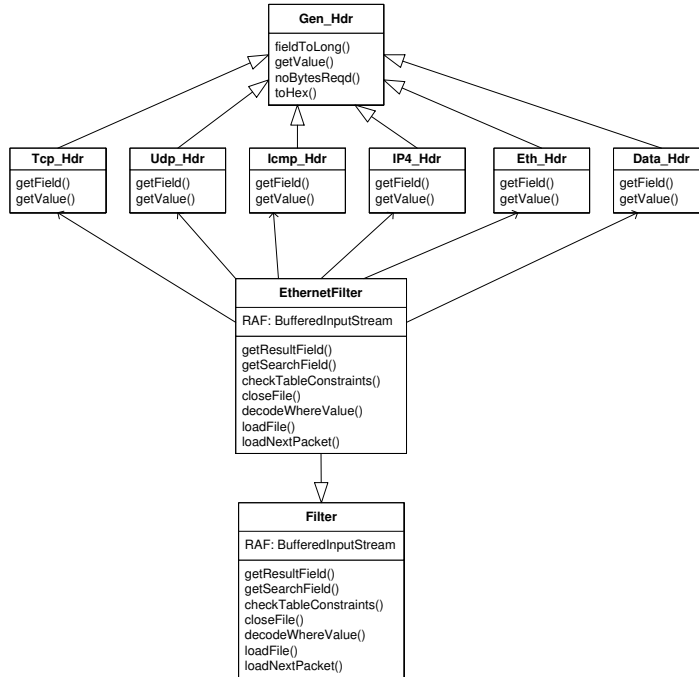 Gen_Hdr
fieldToLong()
getValue()
noBytesReqd()
toHex()
Tcp_Hdr
getField()
getValue()
Udp_Hdr
getField()
getValue()
Icmp_Hdr
getField()
getValue()
IP4_Hdr
getField()
getValue()
Eth_Hdr
getField()
getValue()
Data_Hdr
getField()
getValue()
EthernetFilter
RAF: BufferedInputStream
getResultField()
getSearchField()
checkTableConstraints()
closeFile()
decodeWhereValue()
loadFile()
loadNextPacket()
Filter
RAF: BufferedInputStream
getResultField()
getSearchField()
checkTableConstraints()
closeFile()
decodeWhereValue()
loadFile()
loadNextPacket()